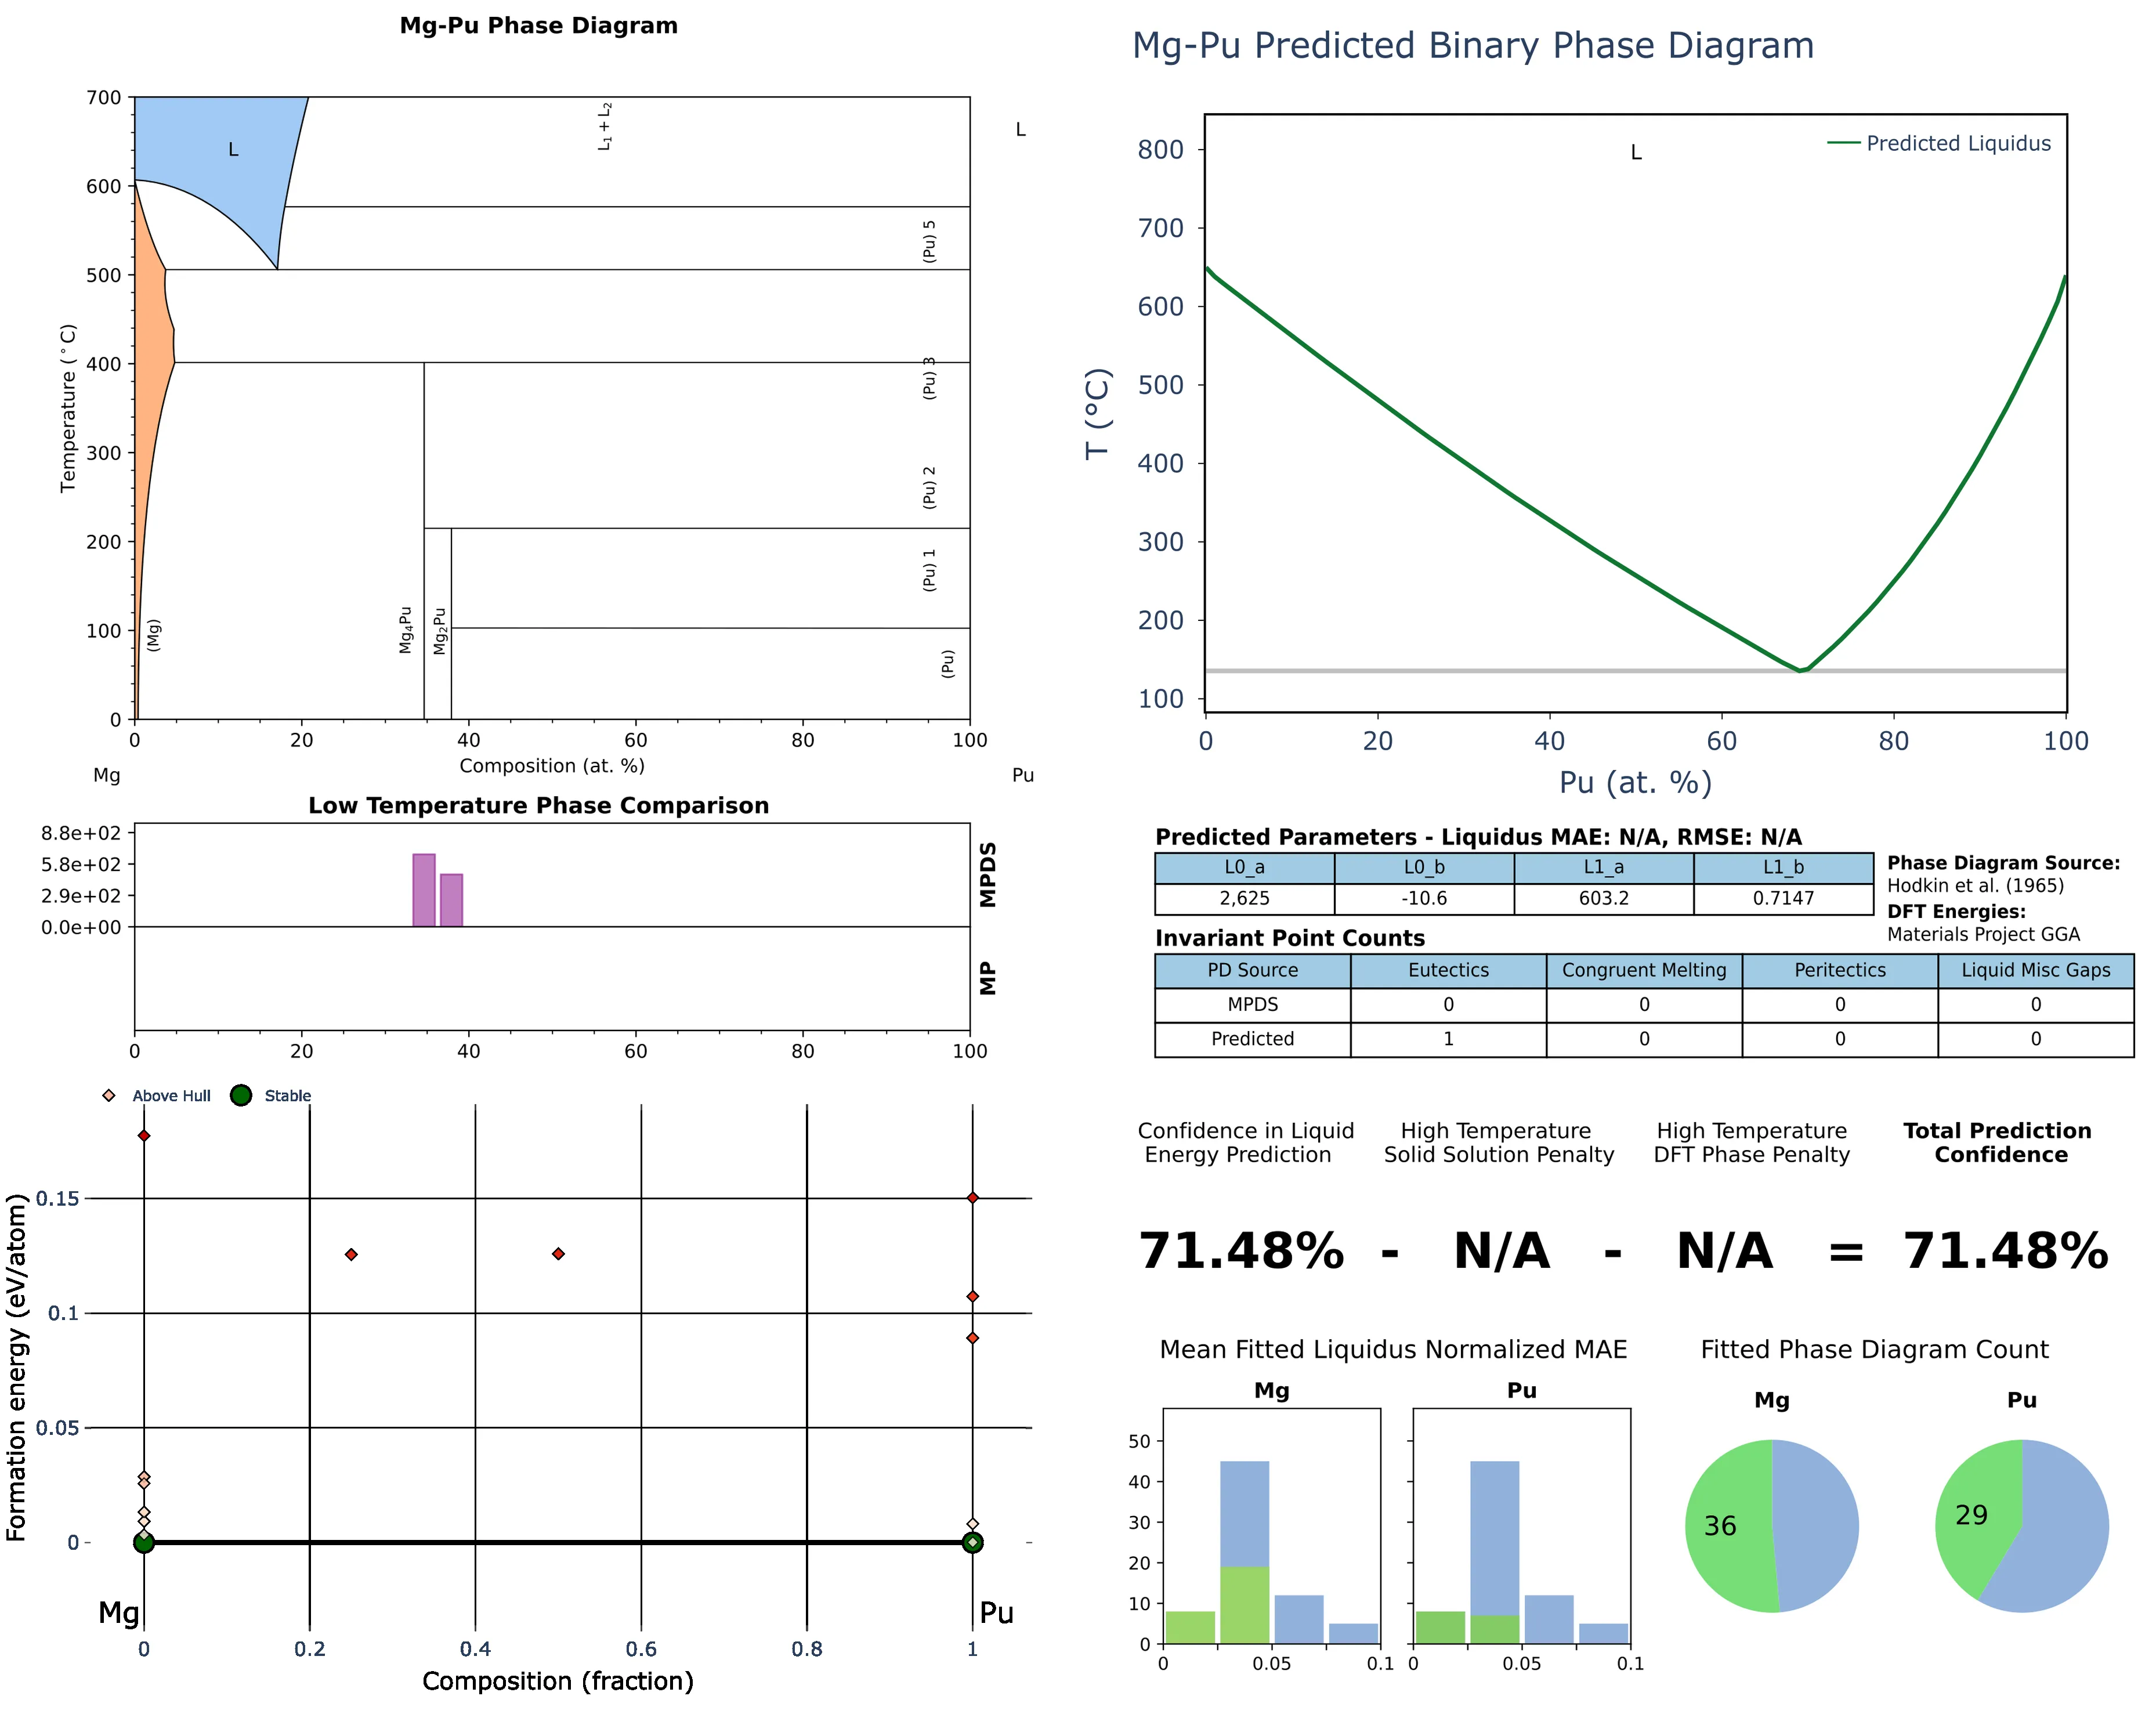 Mg-Pu Phase Diagram
700
600
500
400
300
200
100
0
Temperature (°C)
L
L₁ + L₂
L
(Pu) 5
(Pu) 3
(Pu) 2
(Pu) 1
(Pu)
(Mg)
Mg₄Pu
Mg₂Pu
0 20 40 60 80 100
Composition (at. %)
Mg Pu
Low Temperature Phase Comparison
8.8e+02
5.8e+02
2.9e+02
0.0e+00
MPDS
MP
0 20 40 60 80 100
Above Hull Stable
0.15
0.1
0.05
0
Formation energy (eV/atom)
Mg Pu
0 0.2 0.4 0.6 0.8 1
Composition (fraction)
Mg-Pu Predicted Binary Phase Diagram
L
Predicted Liquidus
800
700
600
500
400
300
200
100
T (°C)
0 20 40 60 80 100
Pu (at. %)
Predicted Parameters - Liquidus MAE: N/A, RMSE: N/A
L0_a L0_b L1_a L1_b
2,625 -10.6 603.2 0.7147
Phase Diagram Source:
Hodkin et al. (1965)
DFT Energies:
Materials Project GGA
Invariant Point Counts
PD Source Eutectics Congruent Melting Peritectics Liquid Misc Gaps
MPDS 0 0 0 0
Predicted 1 0 0 0
Confidence in Liquid
Energy Prediction
High Temperature
Solid Solution Penalty
High Temperature
DFT Phase Penalty
Total Prediction
Confidence
71.48% - N/A - N/A = 71.48%
Mean Fitted Liquidus Normalized MAE
Mg Pu
50
40
30
20
10
0
0 0.05 0.1 0 0.05 0.1
Fitted Phase Diagram Count
Mg Pu
36 29